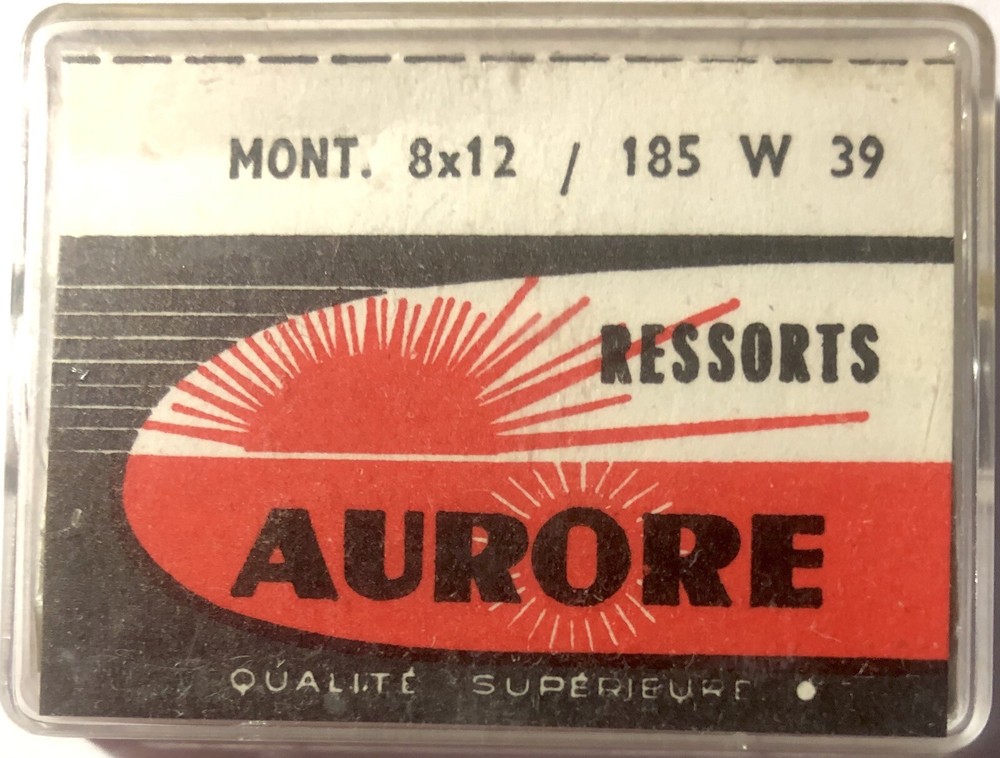 MONT. 8x12 / 185 W 39
RESSORTS
AURORE
QUALITÉ SUPÉRIEURE